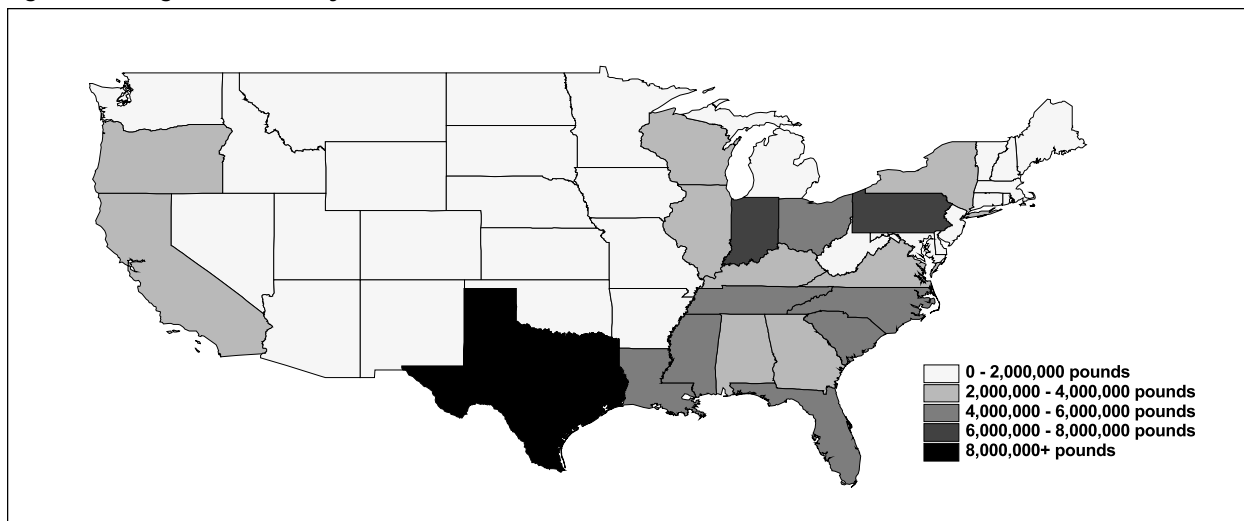 0 - 2,000,000 pounds
2,000,000 - 4,000,000 pounds
4,000,000 - 6,000,000 pounds
6,000,000 - 8,000,000 pounds
8,000,000+ pounds